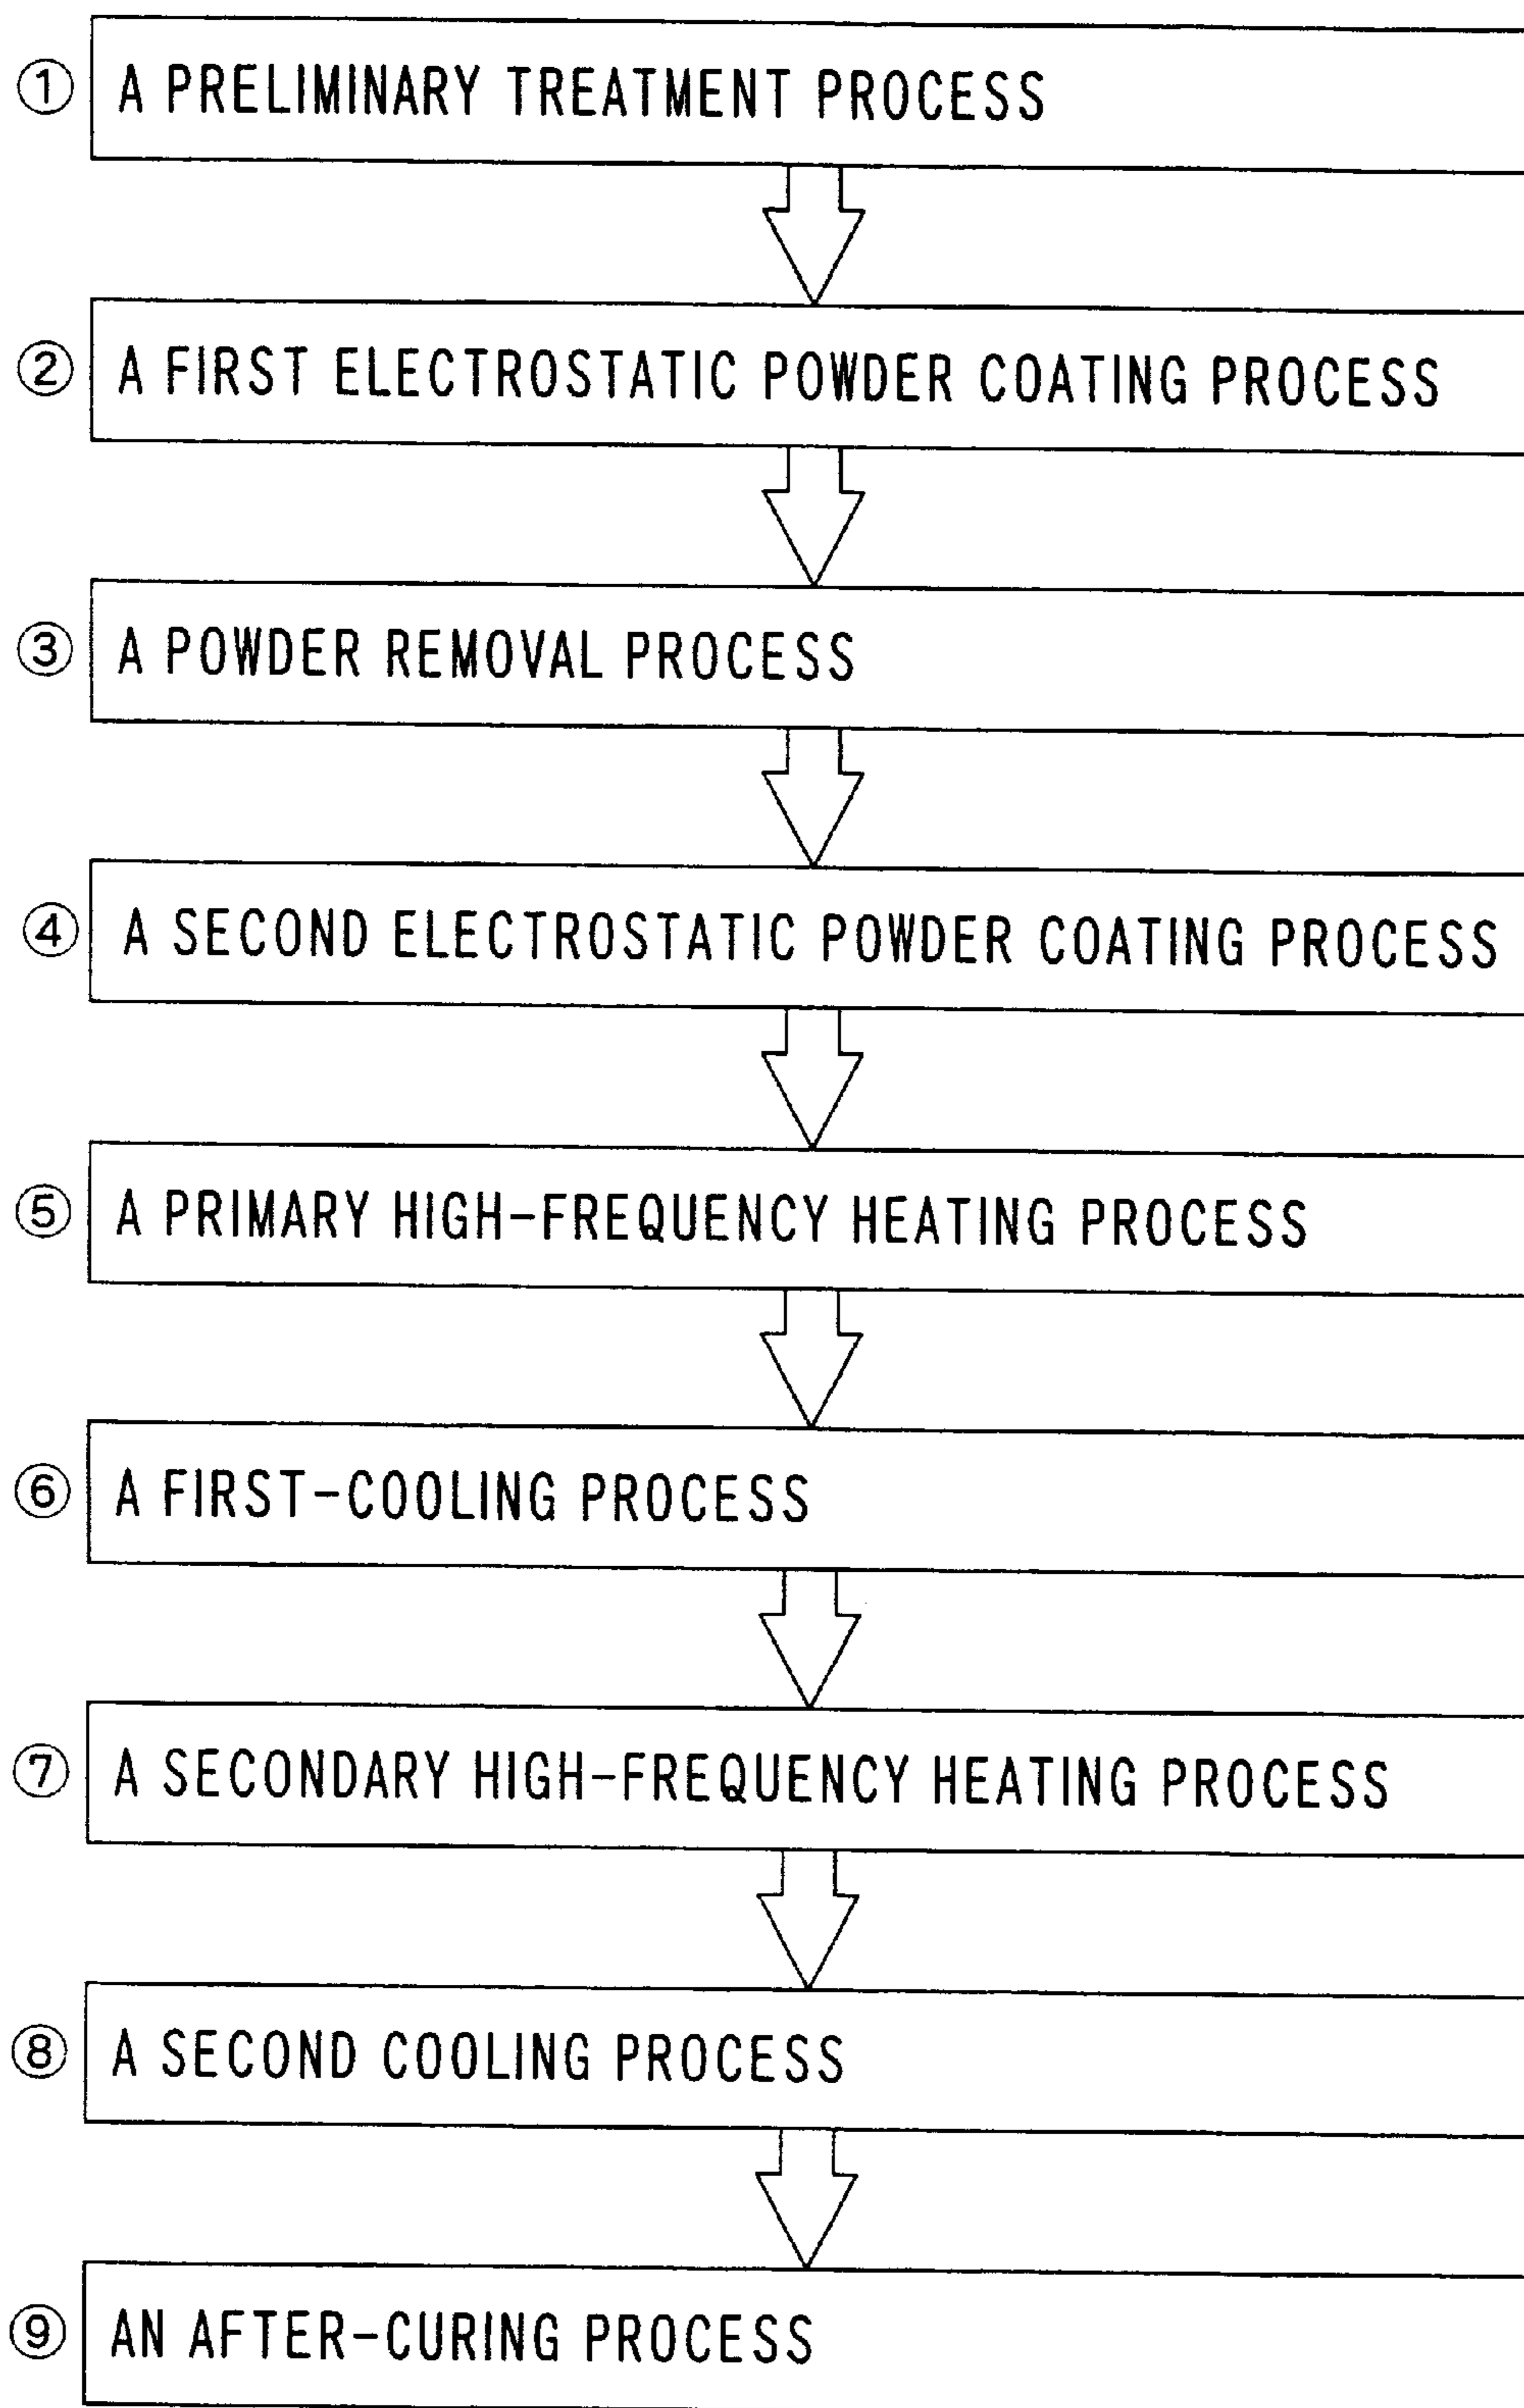 ① A PRELIMINARY TREATMENT PROCESS
② A FIRST ELECTROSTATIC POWDER COATING PROCESS
③ A POWDER REMOVAL PROCESS
④ A SECOND ELECTROSTATIC POWDER COATING PROCESS
⑤ A PRIMARY HIGH-FREQUENCY HEATING PROCESS
⑥ A FIRST-COOLING PROCESS
⑦ A SECONDARY HIGH-FREQUENCY HEATING PROCESS
⑧ A SECOND COOLING PROCESS
⑨ AN AFTER-CURING PROCESS